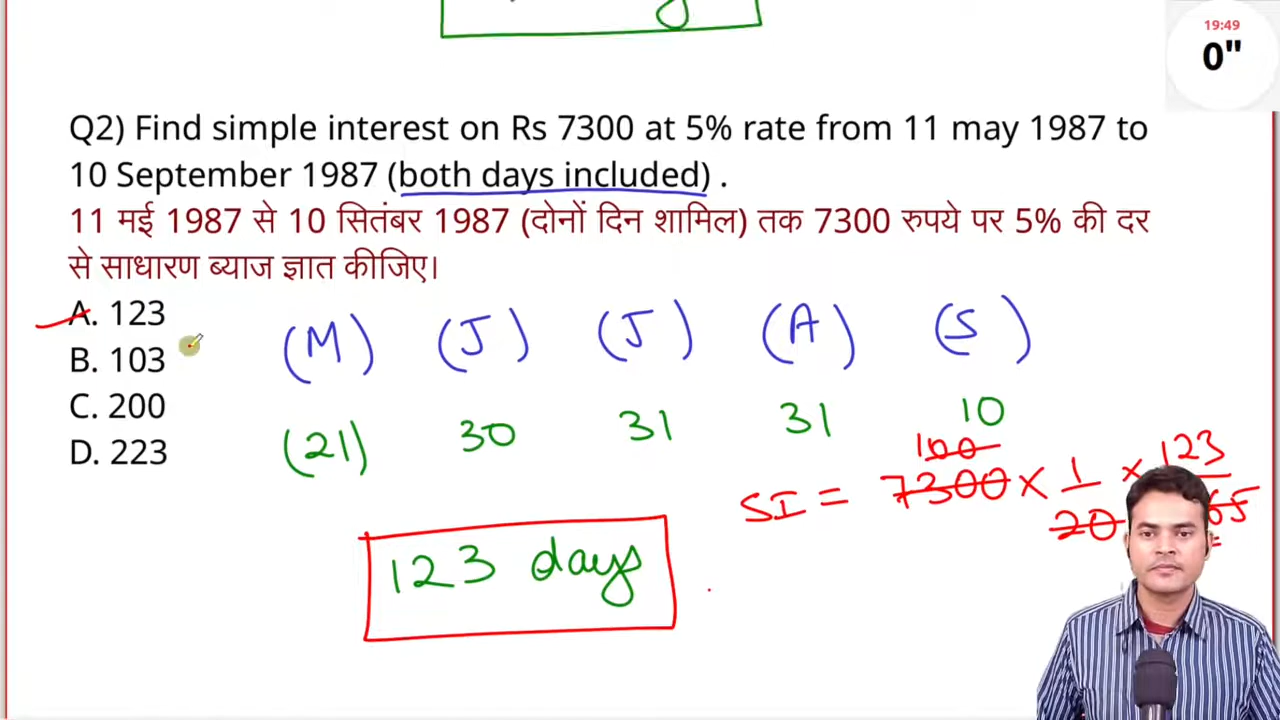 19:49
0"
Q2) Find simple interest on Rs 7300 at 5% rate from 11 may 1987 to
10 September 1987 (both days included) .
11 मई 1987 से 10 सितंबर 1987 (दोनों दिन शामिल) तक 7300 रुपये पर 5% की दर
से साधारण ब्याज ज्ञात कीजिए।
A. 123
B. 103
C. 200
D. 223
(M) (J) (J) (A) (S)
(21) 30 31 31 10
100
SI = 7300 × 1 × 123
20
123 days